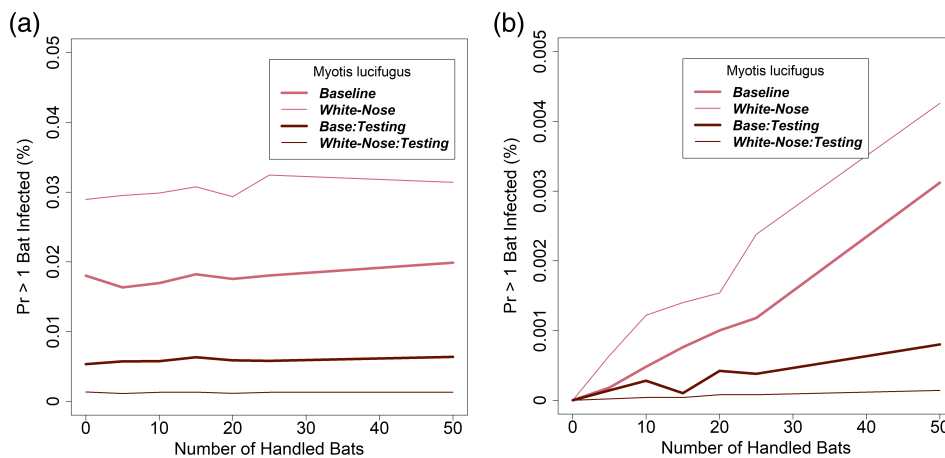 (a)
0.05
0.04
0.03
0.02
0.01
0
Pr > 1 Bat Infected (%)
Myotis lucifugus
Baseline
White-Nose
Base:Testing
White-Nose:Testing
0 10 20 30 40 50
Number of Handled Bats
(b)
0.005
0.004
0.003
0.002
0.001
0
Pr > 1 Bat Infected (%)
Myotis lucifugus
Baseline
White-Nose
Base:Testing
White-Nose:Testing
0 10 20 30 40 50
Number of Handled Bats